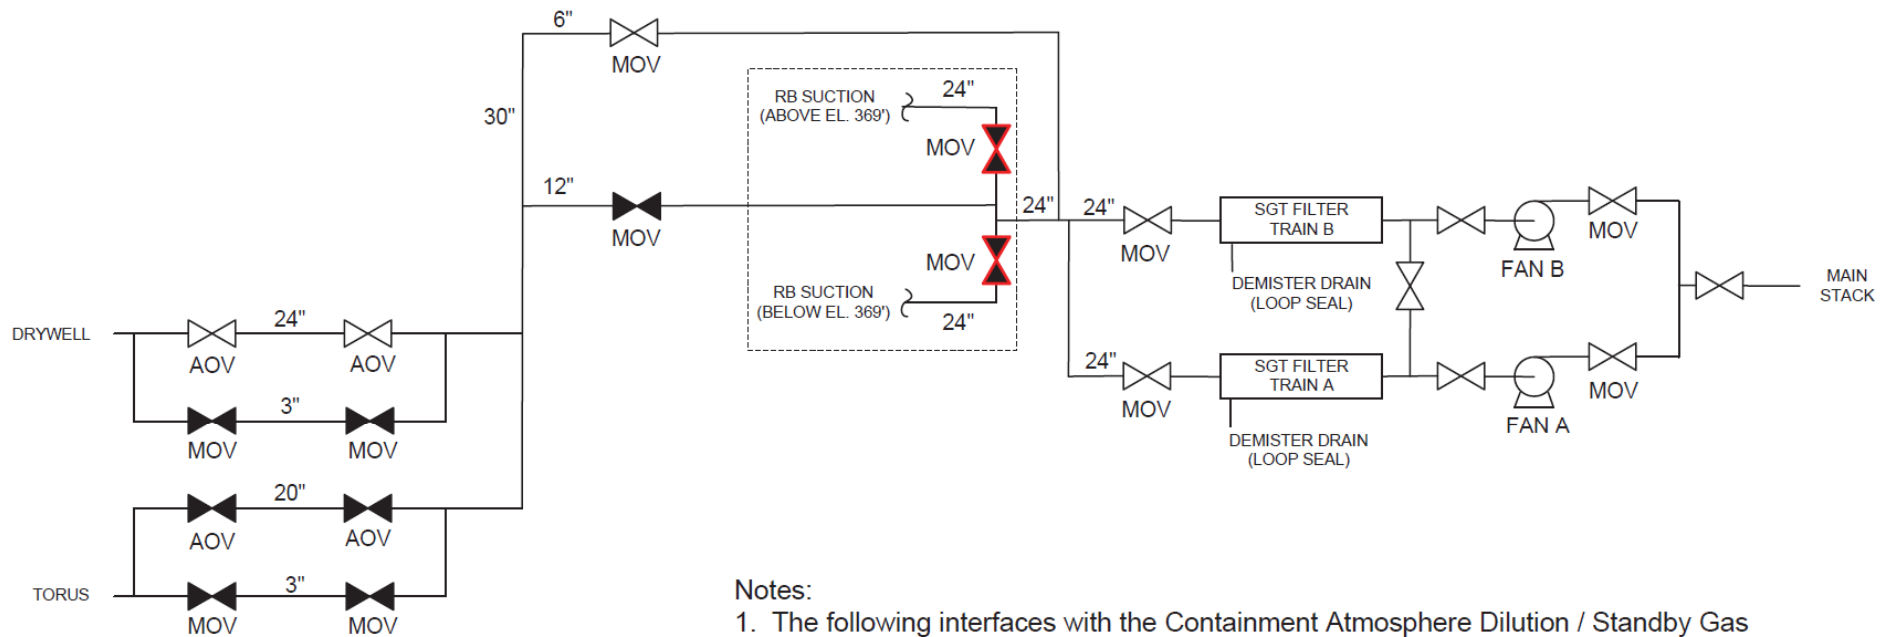 6"
MOV
30"
RB SUCTION
(ABOVE EL. 369')
24"
MOV
12"
MOV
24"
24"
MOV
SGT FILTER
TRAIN B
DEMISTER DRAIN
(LOOP SEAL)
FAN B
MOV
MAIN
STACK
MOV
RB SUCTION
(BELOW EL. 369')
24"
DRYWELL
24"
AOV
AOV
3"
MOV
MOV
24"
MOV
SGT FILTER
TRAIN A
DEMISTER DRAIN
(LOOP SEAL)
FAN A
MOV
20"
AOV
AOV
TORUS
3"
MOV
MOV
Notes:
1. The following interfaces with the Containment Atmosphere Dilution / Standby Gas